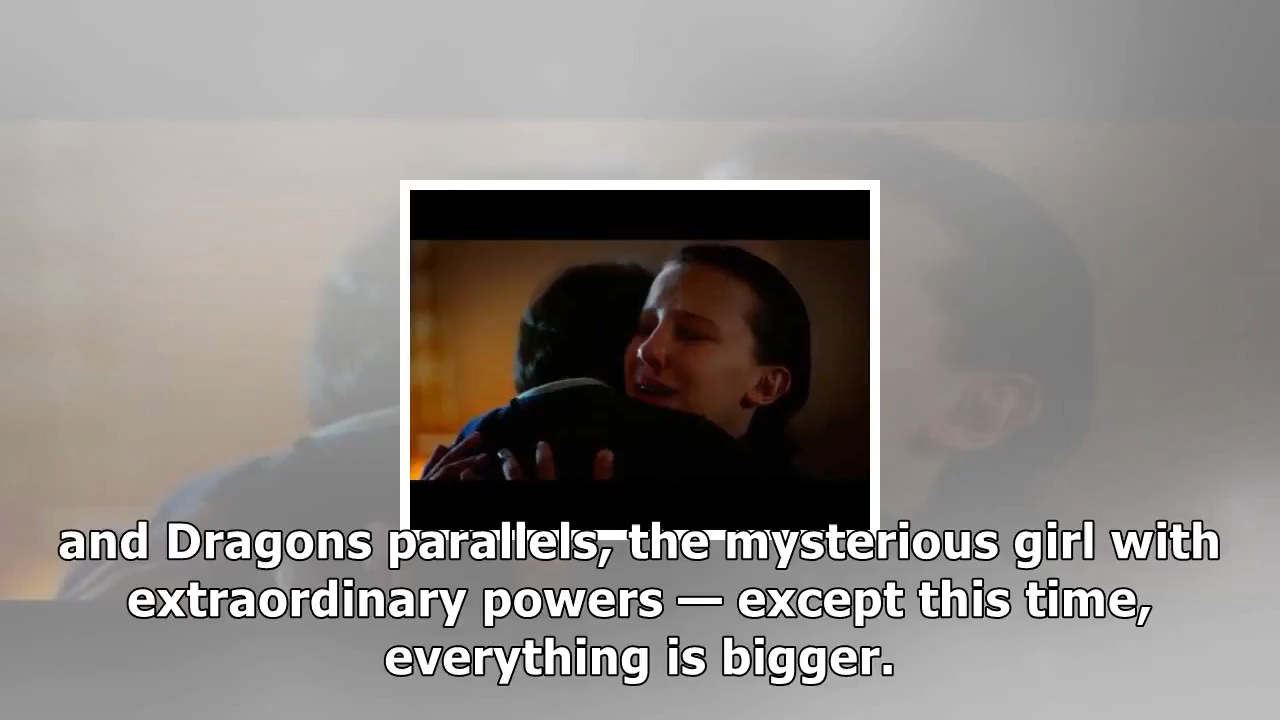 and Dragons parallels, the mysterious girl with
extraordinary powers — except this time,
everything is bigger.